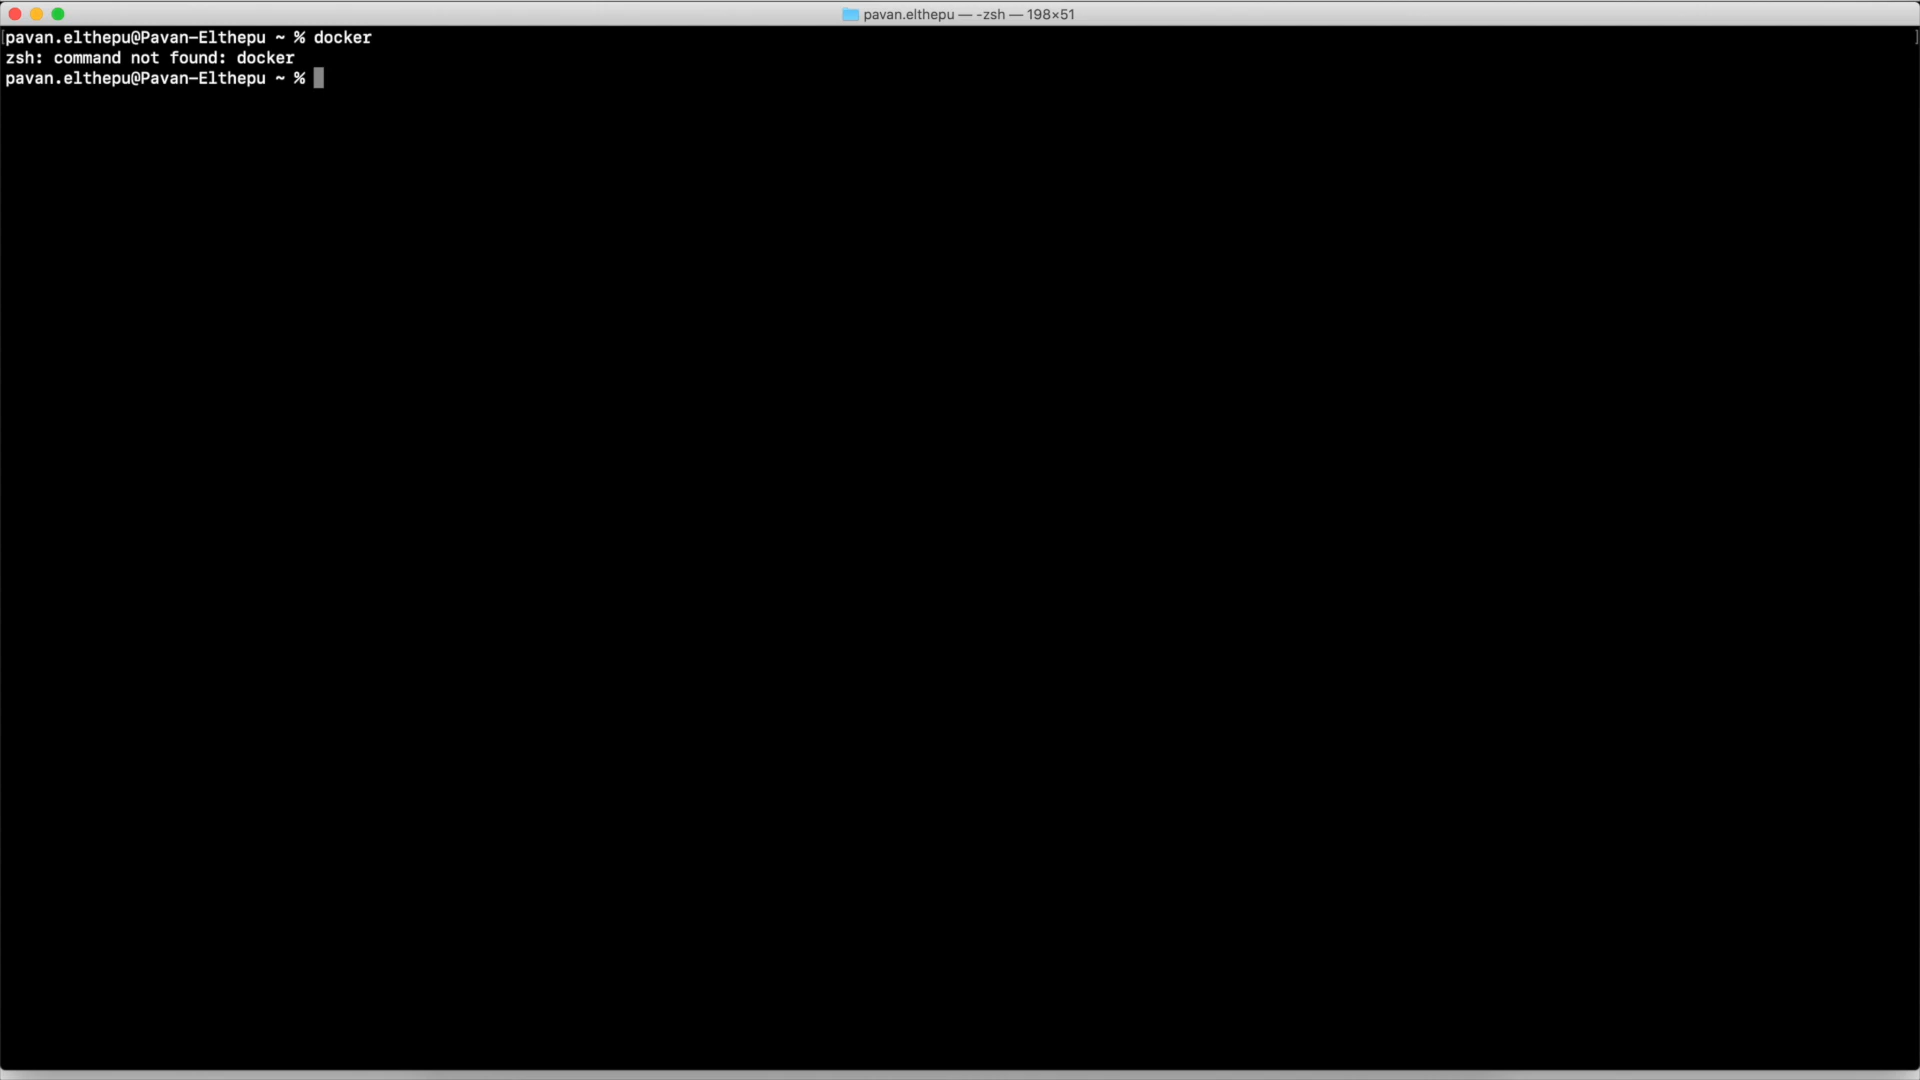 pavan.elthepu — -zsh — 198×51
[pavan.elthepu@Pavan-Elthepu ~ % docker ]
zsh: command not found: docker
pavan.elthepu@Pavan-Elthepu ~ %